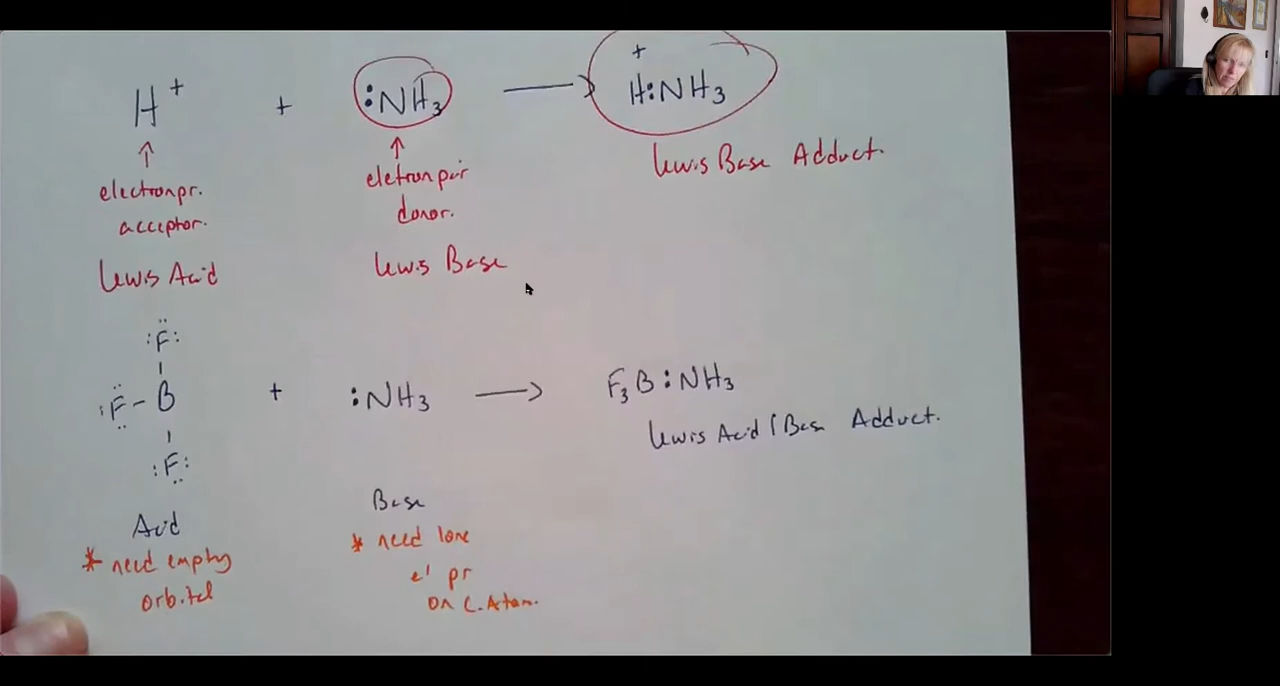 H⁺ + :NH₃ → H:NH₃
+
electron pr.
acceptor.
Lewis Acid
eletron pair
donor.
Lewis Base
Lewis Base Adduct.
:F:
:F - B + :NH₃ → F₃B:NH₃
:F:
Lewis Acid/Base Adduct.
Acid
* need empty
orbital
Base
* need lone
e' pr
on C. Atom.